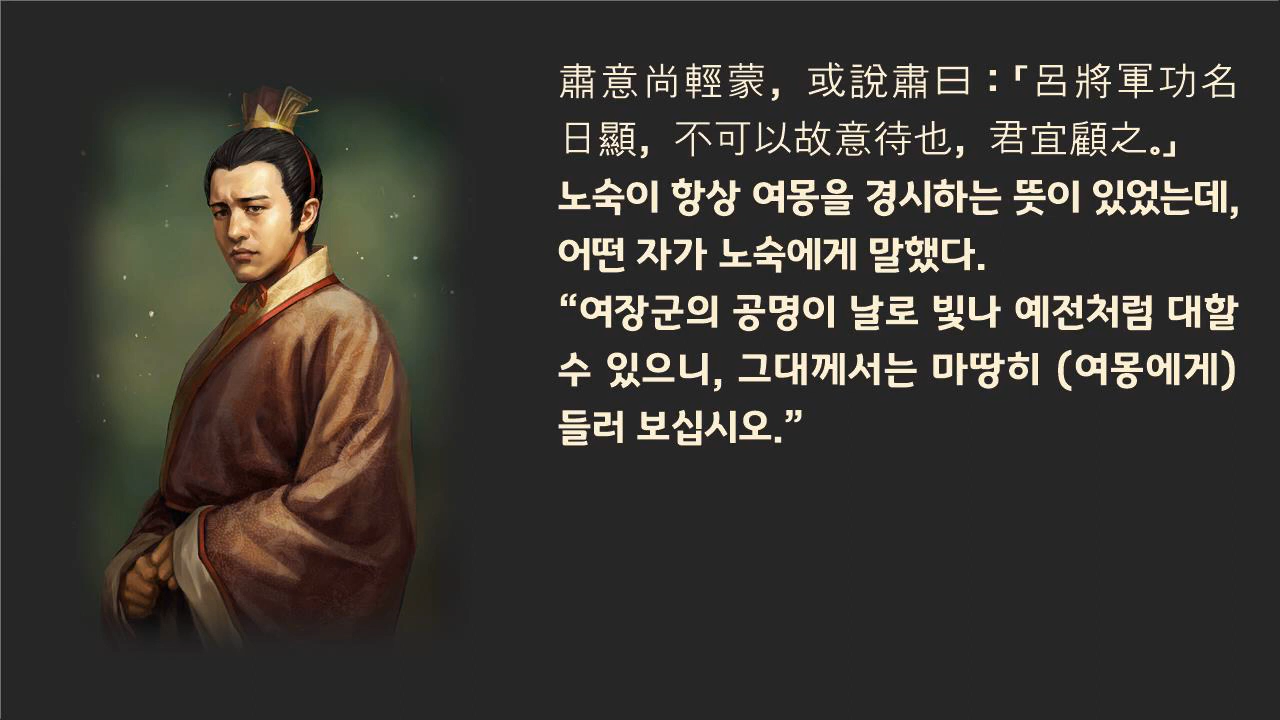 肅意尚輕蒙，或說肅曰：「呂將軍功名
日顯，不可以故意待也，君宜顧之。」
노숙이 항상 여몽을 경시하는 뜻이 있었는데,
어떤 자가 노숙에게 말했다.
“여장군의 공명이 날로 빛나 예전처럼 대할
수 있으니, 그대께서는 마땅히 (여몽에게)
들러 보십시오.”